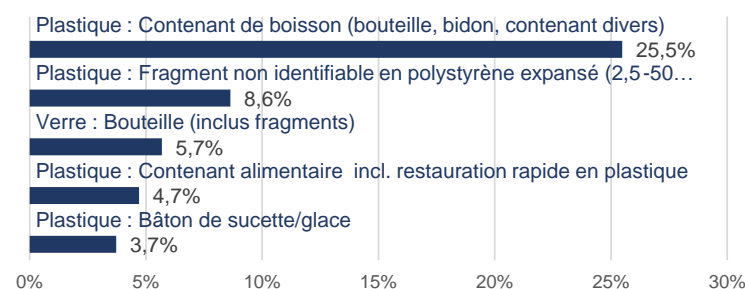 Plastique : Contenant de boisson (bouteille, bidon, contenant divers)
25,5%
Plastique : Fragment non identifiable en polystyrène expansé (2,5-50…
8,6%
Verre : Bouteille (inclus fragments)
5,7%
Plastique : Contenant alimentaire incl. restauration rapide en plastique
4,7%
Plastique : Bâton de sucette/glace
3,7%
0% 5% 10% 15% 20% 25% 30%